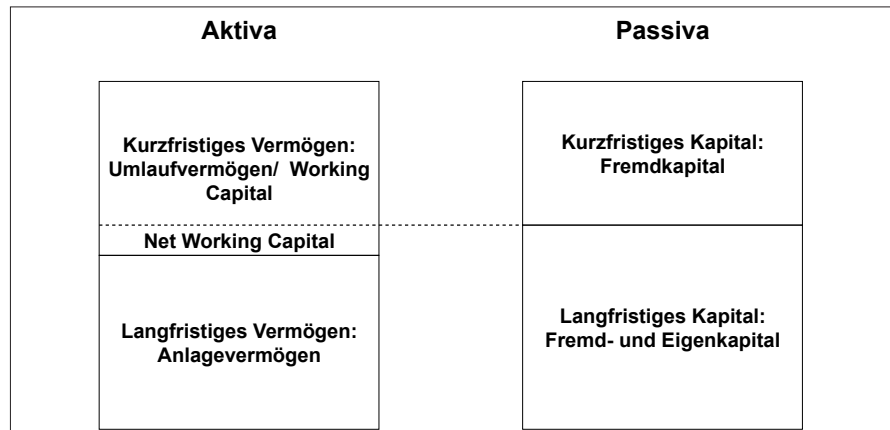 Aktiva
Passiva
Kurzfristiges Vermögen:
Umlaufvermögen/ Working
Capital
Kurzfristiges Kapital:
Fremdkapital
Net Working Capital
Langfristiges Vermögen:
Anlagevermögen
Langfristiges Kapital:
Fremd- und Eigenkapital